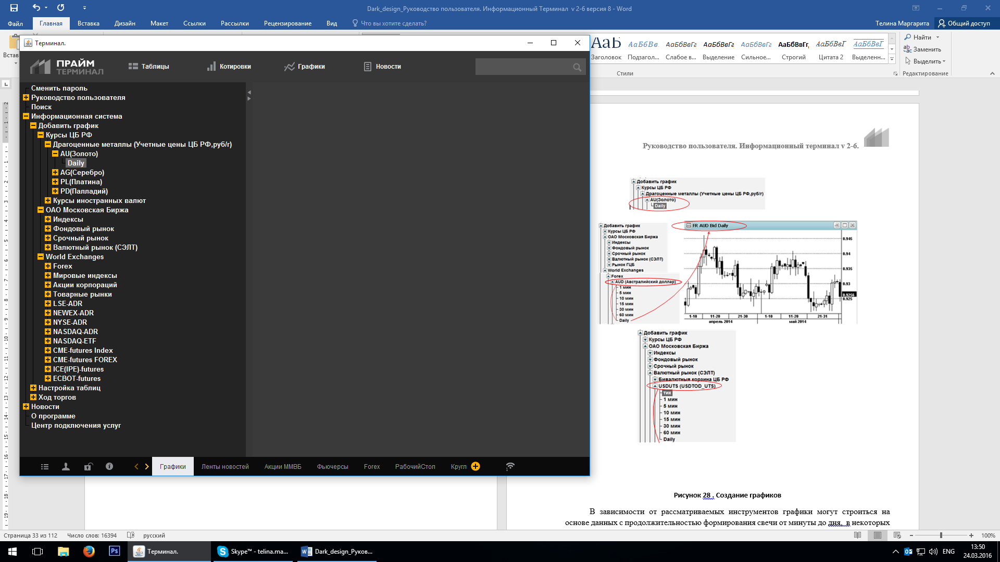 Dark_design_Руководство пользователя. Информационный Терминал v 2-6 версия 8 - Word
Файл Главная Вставка Дизайн Макет Ссылки Рассылки Рецензирование Вид Что вы хотите сделать? Телина Маргарита Общий доступ
Терминал.
ПРАЙМ
ТЕРМИНАЛ
Таблицы Котировки Графики Новости
Сменить пароль
Руководство пользователя
Поиск
Информационная система
Добавить график
Курсы ЦБ РФ
Драгоценные металлы (Учетные цены ЦБ РФ,руб/г)
AU(Золото)
Daily
AG(Серебро)
PL(Платина)
PD(Палладий)
Курсы иностранных валют
ОАО Московская Биржа
Индексы
Фондовый рынок
Срочный рынок
Валютный рынок (СЭЛТ)
World Exchanges
Forex
Мировые индексы
Акции корпораций
Товарные рынки
LSE-ADR
NEWEX-ADR
NYSE-ADR
NASDAQ-ADR
NASDAQ-ETF
CME-futures Index
CME-futures FOREX
ICE(IPE)-futures
ECBOT-futures
Настройка таблиц
Ход торгов
Новости
О программе
Центр подключения услуг
Графики Ленты новостей Акции ММВБ Фьючерсы Forex РабочийСтол Кругл
Встав
АаБ АаБбВв АаБбВвГг АаБбВвГг АаБбВвГг АаБбВвГг, АаБбВвГ АаБбВвГ
Заголовок Подзагол... Слабое в... Выделение Сильное... Строгий Цитата 2 Выделенн...
Стили
Найти
Заменить
Выделить
Редактирование
Руководство пользователя. Информационный терминал v 2-6.
Добавить график
Курсы ЦБ РФ
Драгоценные металлы (Учетные цены ЦБ РФ,руб/г)
AU(Золото)
Daily
Добавить график
Курсы ЦБ РФ
ОАО Московская Биржа
Индексы
Фондовый рынок
Срочный рынок
Валютный рынок (СЭЛТ)
Рынок ГЦБ
World Exchanges
Forex
AUD (Австралийский доллар)
1 мин
5 мин
10 мин
15 мин
30 мин
60 мин
Daily
FR AUD Bid Daily
0.945
0.94
0.935
0.93
0.9256
0.925
1-10 11-20 21-30 1-10 11-20 21-31
апрель 2014 май 2014
Добавить график
Курсы ЦБ РФ
ОАО Московская Биржа
Индексы
Фондовый рынок
Срочный рынок
Валютный рынок (СЭЛТ)
Бивалютная корзина ЦБ РФ
USDUTS (USDTOD_UTS)
тик
1 мин
5 мин
10 мин
15 мин
30 мин
60 мин
Daily
Рисунок 28 . Создание графиков
В зависимости от рассматриваемых инструментов графики могут строиться на
основе данных с продолжительностью формирования свечи от минуты до дня, в некоторых
Страница 33 из 112 Число слов: 16394 русский 100%
Терминал. Skype™ - telina.ma... Dark_design_Руков... ENG
13:50
24.03.2016